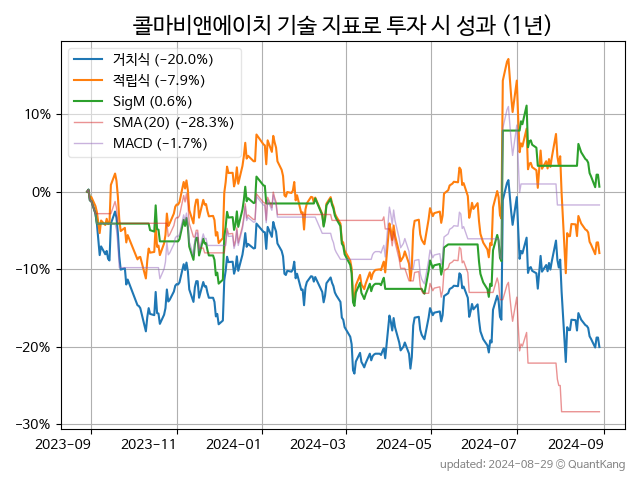 콜마비앤에이치 기술 지표로 투자 시 성과 (1년)
거치식 (−20.0%)
적립식 (−7.9%)
SigM (0.6%)
SMA(20) (−28.3%)
MACD (−1.7%)
10%
0%
−10%
−20%
−30%
2023-09 2023-11 2024-01 2024-03 2024-05 2024-07 2024-09
updated: 2024-08-29 © QuantKang